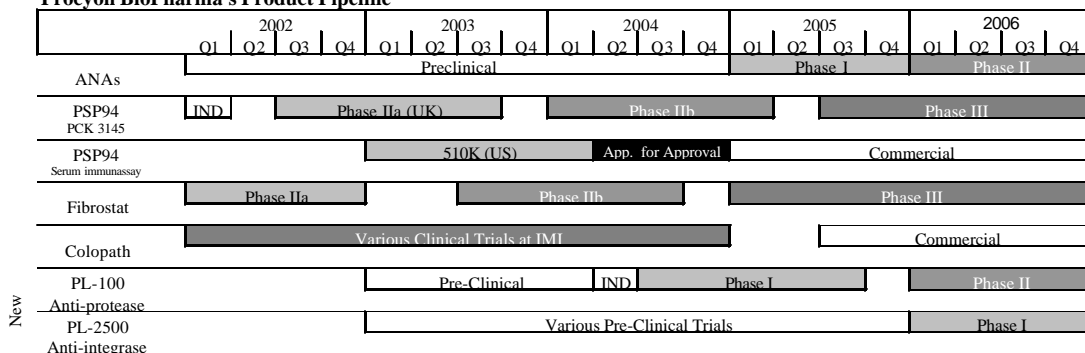 Procyon BioPharma's Product Pipeline
2002 2003 2004 2005 2006
Q1 Q2 Q3 Q4 Q1 Q2 Q3 Q4 Q1 Q2 Q3 Q4 Q1 Q2 Q3 Q4 Q1 Q2 Q3 Q4
ANAs Preclinical Phase I Phase II
PSP94 IND Phase IIa (UK) Phase IIb Phase III
PCK 3145
PSP94 510K (US) App. for Approval Commercial
Serum immunassay
Fibrostat Phase IIa Phase IIb Phase III
Colopath Various Clinical Trials at IMI Commercial
New
PL-100 Pre-Clinical IND Phase I Phase II
Anti-protease
PL-2500 Various Pre-Clinical Trials Phase I
Anti-integrase